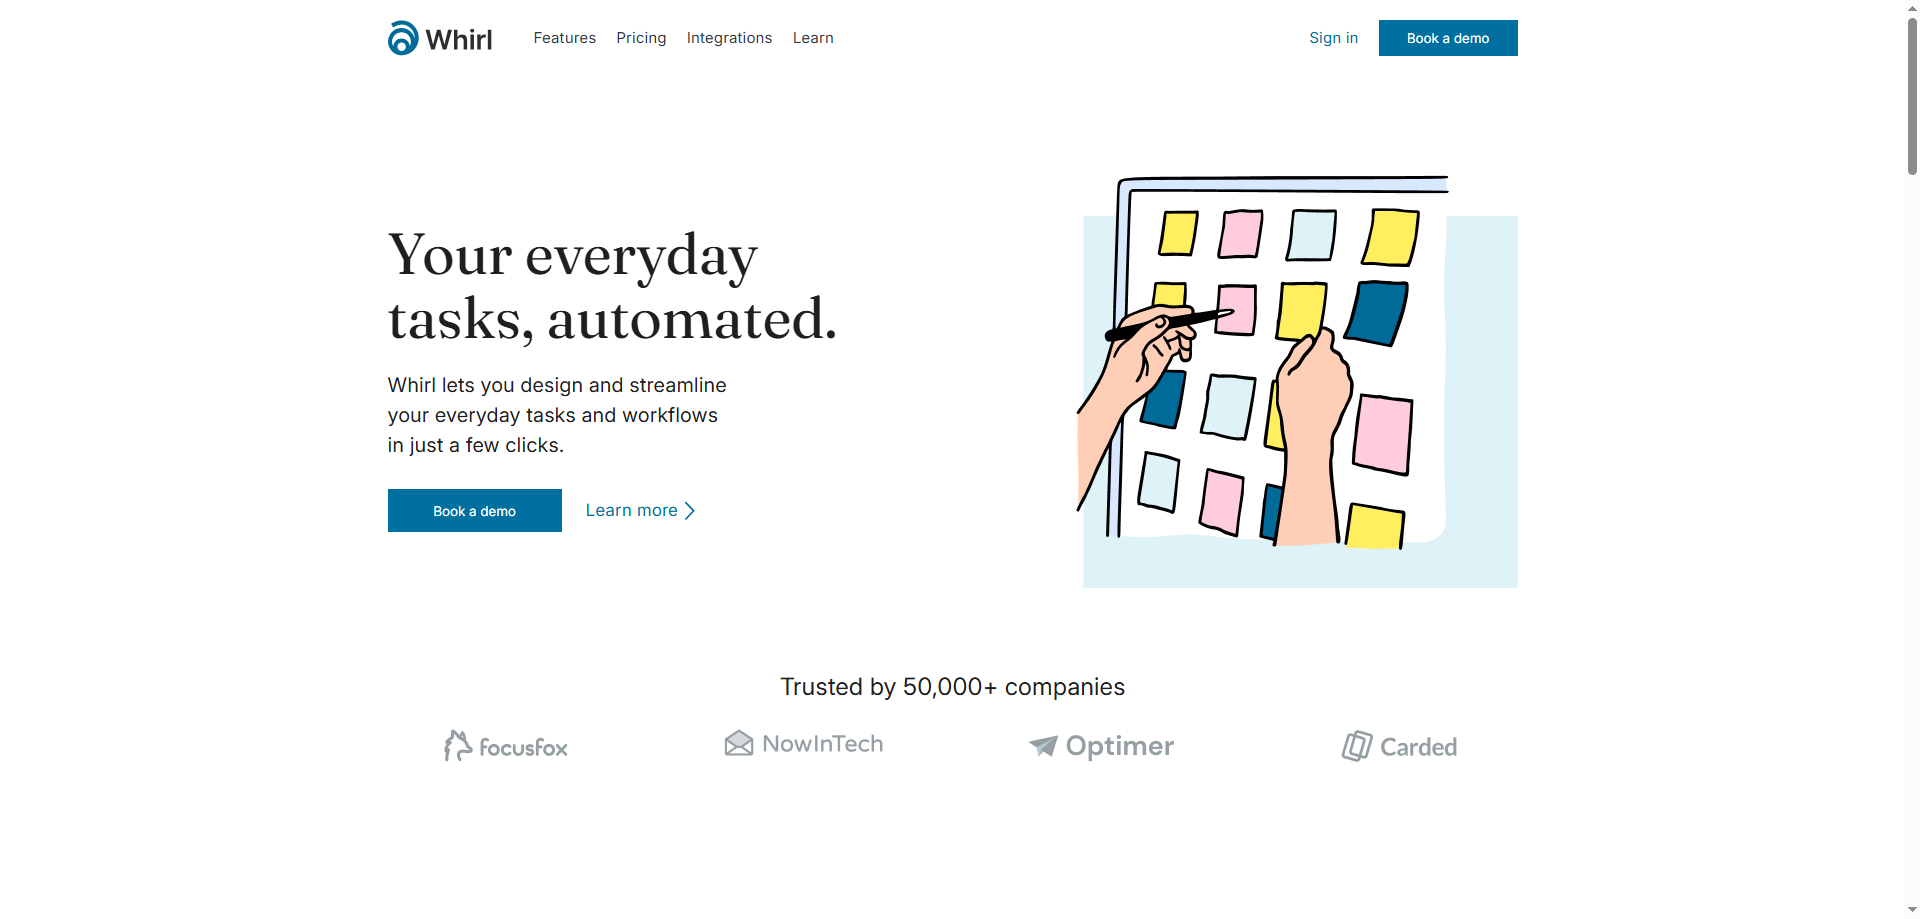 Whirl Features Pricing Integrations Learn Sign in Book a demo
Your everyday
tasks, automated.
Whirl lets you design and streamline
your everyday tasks and workflows
in just a few clicks.
Book a demo Learn more
Trusted by 50,000+ companies
focusfox NowInTech Optimer Carded